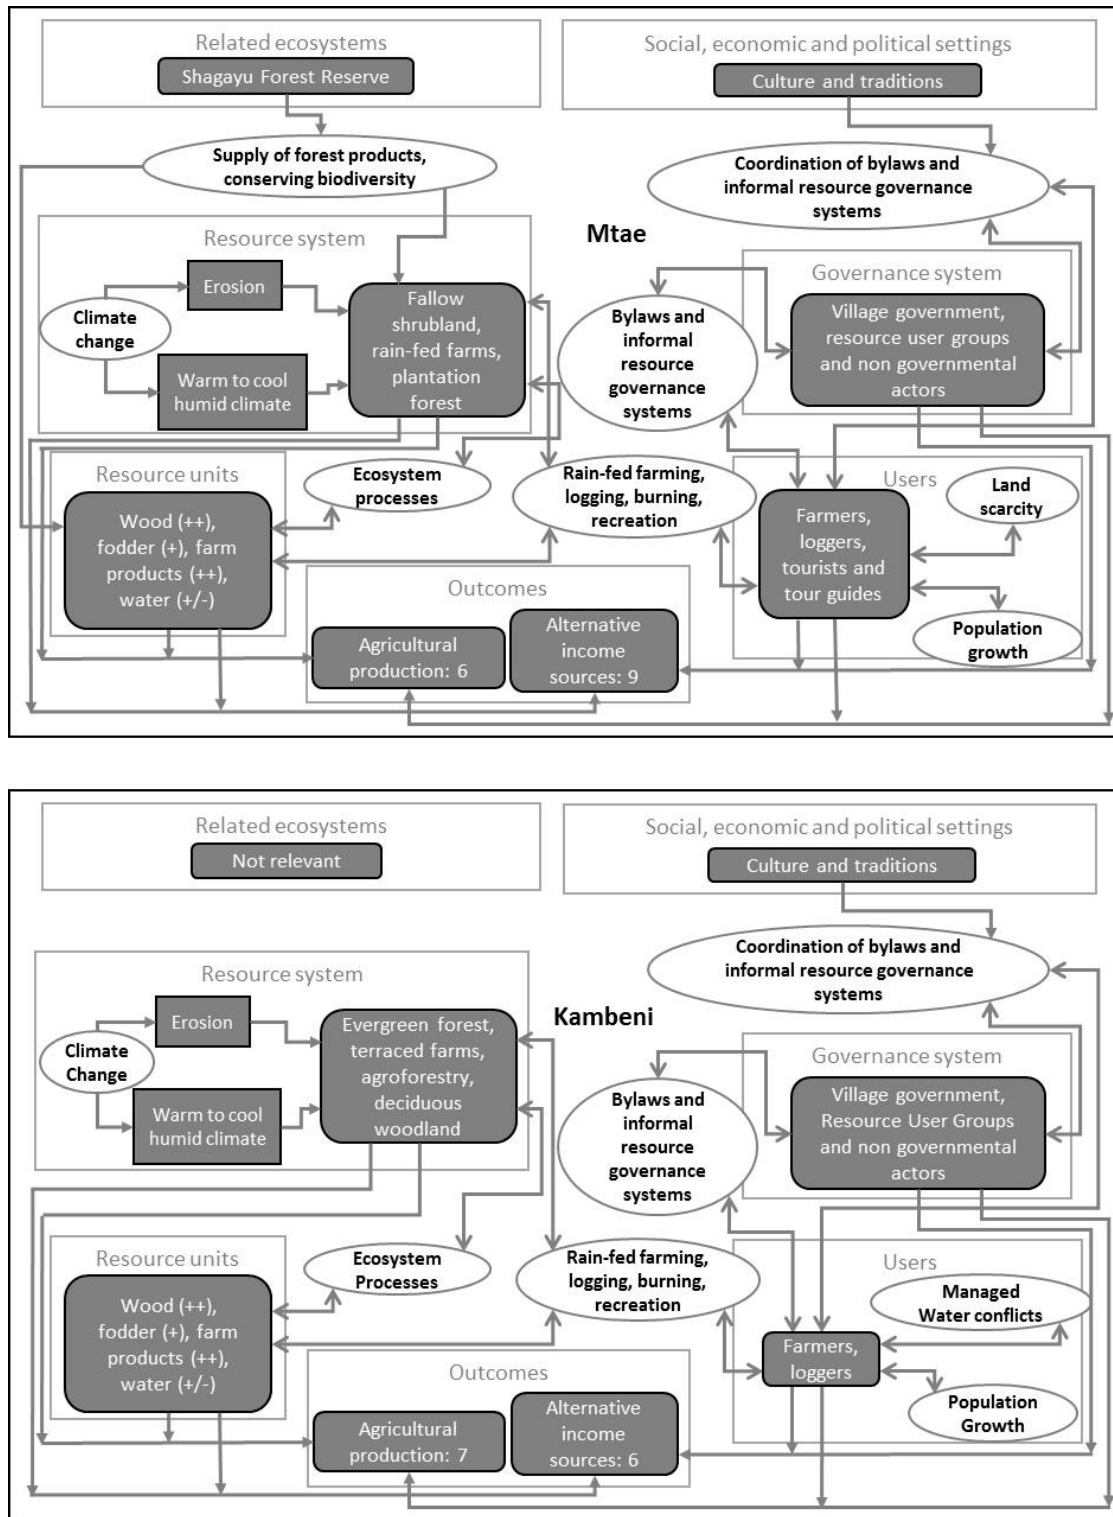 Related ecosystems
Shagayu Forest Reserve
Social, economic and political settings
Culture and traditions
Supply of forest products,
conserving biodiversity
Coordination of bylaws and
informal resource governance
systems
Mtae
Resource system
Erosion
Climate
change
Warm to cool
humid climate
Fallow
shrubland,
rain-fed farms,
plantation
forest
Bylaws and
informal
resource
governance
systems
Governance system
Village government,
resource user groups
and non governmental
actors
Resource units
Wood (++),
fodder (+), farm
products (++),
water (+/-)
Ecosystem
processes
Rain-fed farming,
logging, burning,
recreation
Users
Farmers,
loggers,
tourists and
tour guides
Land
scarcity
Population
growth
Outcomes
Agricultural
production: 6
Alternative
income
sources: 9
Related ecosystems
Not relevant
Social, economic and political settings
Culture and traditions
Coordination of bylaws and
informal resource governance
systems
Kambeni
Resource system
Erosion
Climate
Change
Warm to cool
humid climate
Evergreen forest,
terraced farms,
agroforestry,
deciduous
woodland
Bylaws and
informal
resource
governance
systems
Governance system
Village government,
Resource User Groups
and non governmental
actors
Resource units
Wood (++),
fodder (+), farm
products (++),
water (+/-)
Ecosystem
Processes
Rain-fed farming,
logging, burning,
recreation
Users
Managed
Water conflicts
Farmers,
loggers
Population
Growth
Outcomes
Agricultural
production: 7
Alternative
income
sources: 6